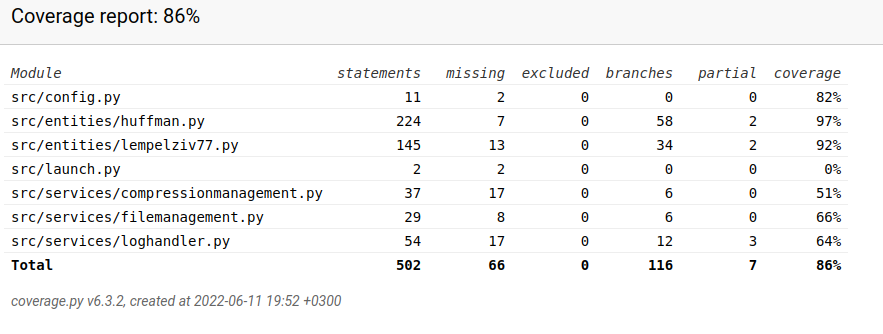 Coverage report: 86%
Module statements missing excluded branches partial coverage
src/config.py 11 2 0 0 0 82%
src/entities/huffman.py 224 7 0 58 2 97%
src/entities/lempelziv77.py 145 13 0 34 2 92%
src/launch.py 2 2 0 0 0 0%
src/services/compressionmanagement.py 37 17 0 6 0 51%
src/services/filemanagement.py 29 8 0 6 0 66%
src/services/loghandler.py 54 17 0 12 3 64%
Total 502 66 0 116 7 86%
coverage.py v6.3.2, created at 2022-06-11 19:52 +0300